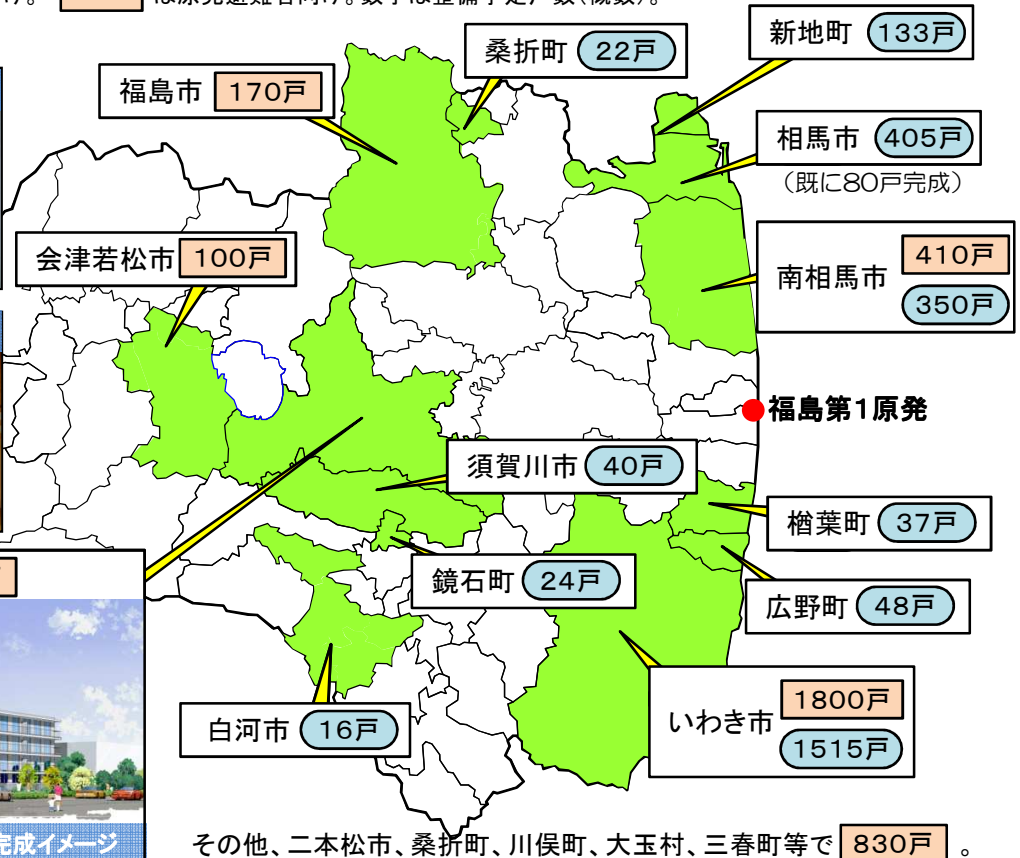 は原発避難者向け。数字は整備予定戸数(概数)。
桑折町 22戸
新地町 133戸
福島市 170戸
相馬市 405戸
(既に80戸完成)
会津若松市 100戸
南相馬市 410戸
350戸
福島第1原発
須賀川市 40戸
楢葉町 37戸
鏡石町 24戸
広野町 48戸
いわき市 1800戸
1515戸
白河市 16戸
完成イメージ
その他、二本松市、桑折町、川俣町、大玉村、三春町等で 830戸 。